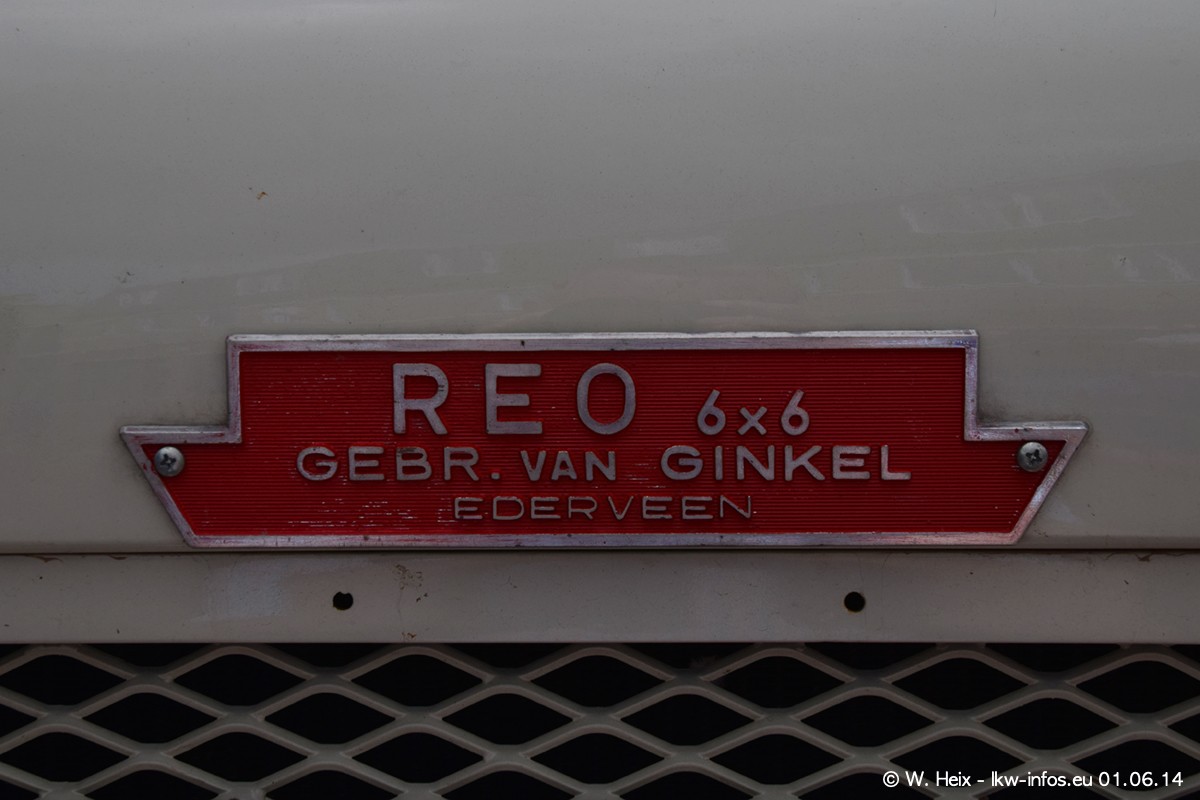 REO 6x6
GEBR. VAN GINKEL
EDERVEEN
© W. Heix - lkw-infos.eu 01.06.14